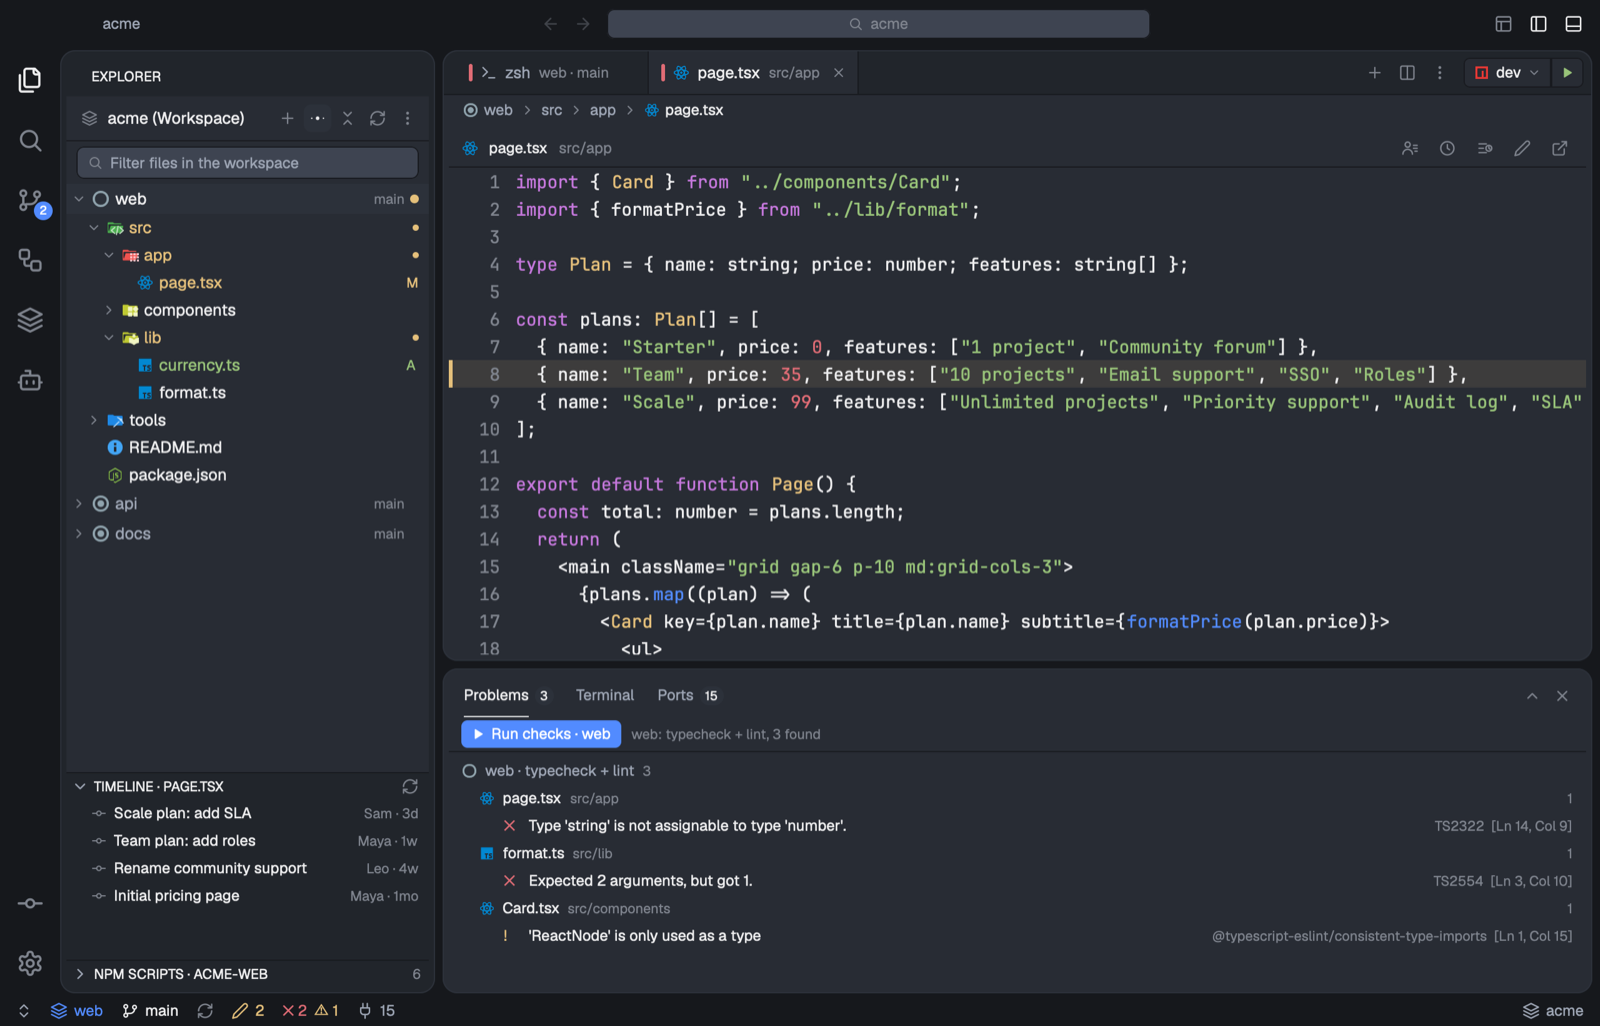 acme
acme
EXPLORER
acme (Workspace)
Filter files in the workspace
web main
src
app
page.tsx M
components
lib
currency.ts A
format.ts
tools
README.md
package.json
api main
docs main
TIMELINE · PAGE.TSX
Scale plan: add SLA Sam · 3d
Team plan: add roles Maya · 1w
Rename community support Leo · 4w
Initial pricing page Maya · 1mo
NPM SCRIPTS · ACME-WEB 6
2
zsh web · main
page.tsx src/app
dev
web > src > app > page.tsx
page.tsx src/app
1 import { Card } from "../components/Card";
2 import { formatPrice } from "../lib/format";
3
4 type Plan = { name: string; price: number; features: string[] };
5
6 const plans: Plan[] = [
7 { name: "Starter", price: 0, features: ["1 project", "Community forum"] },
8 { name: "Team", price: 35, features: ["10 projects", "Email support", "SSO", "Roles"] },
9 { name: "Scale", price: 99, features: ["Unlimited projects", "Priority support", "Audit log", "SLA"
10 ];
11
12 export default function Page() {
13 const total: number = plans.length;
14 return (
15 <main className="grid gap-6 p-10 md:grid-cols-3">
16 {plans.map((plan) => (
17 <Card key={plan.name} title={plan.name} subtitle={formatPrice(plan.price)}>
18 <ul>
Problems 3 Terminal Ports 15
Run checks · web web: typecheck + lint, 3 found
web · typecheck + lint 3
page.tsx src/app 1
Type 'string' is not assignable to type 'number'. TS2322 [Ln 14, Col 9]
format.ts src/lib 1
Expected 2 arguments, but got 1. TS2554 [Ln 3, Col 10]
Card.tsx src/components 1
! 'ReactNode' is only used as a type @typescript-eslint/consistent-type-imports [Ln 1, Col 15]
web main 2 2 1 15 acme